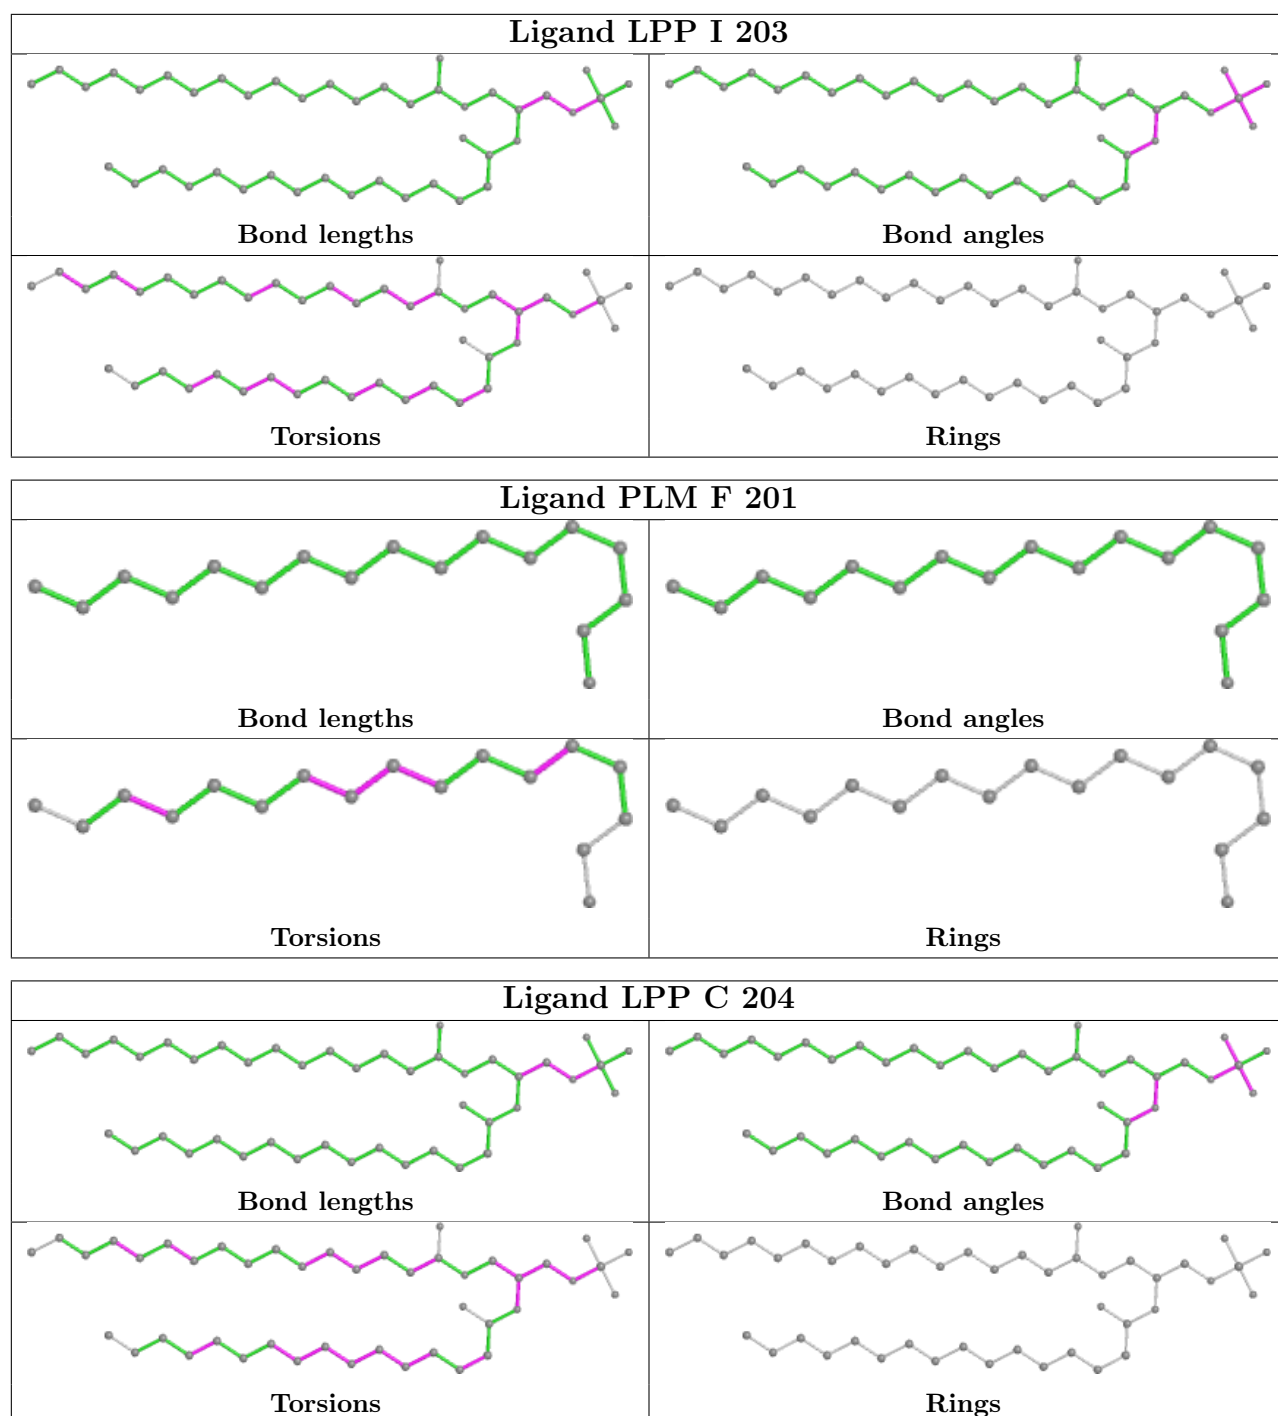 Ligand LPP I 203
Bond lengths
Bond angles
Torsions
Rings
Ligand PLM F 201
Bond lengths
Bond angles
Torsions
Rings
Ligand LPP C 204
Bond lengths
Bond angles
Torsions
Rings